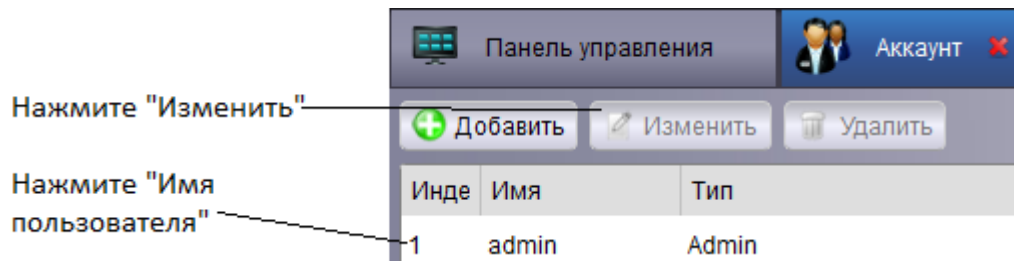 Панель управления
Аккаунт
Нажмите "Изменить"
Добавить
Изменить
Удалить
Нажмите "Имя
пользователя"
Инде Имя Тип
1 admin Admin